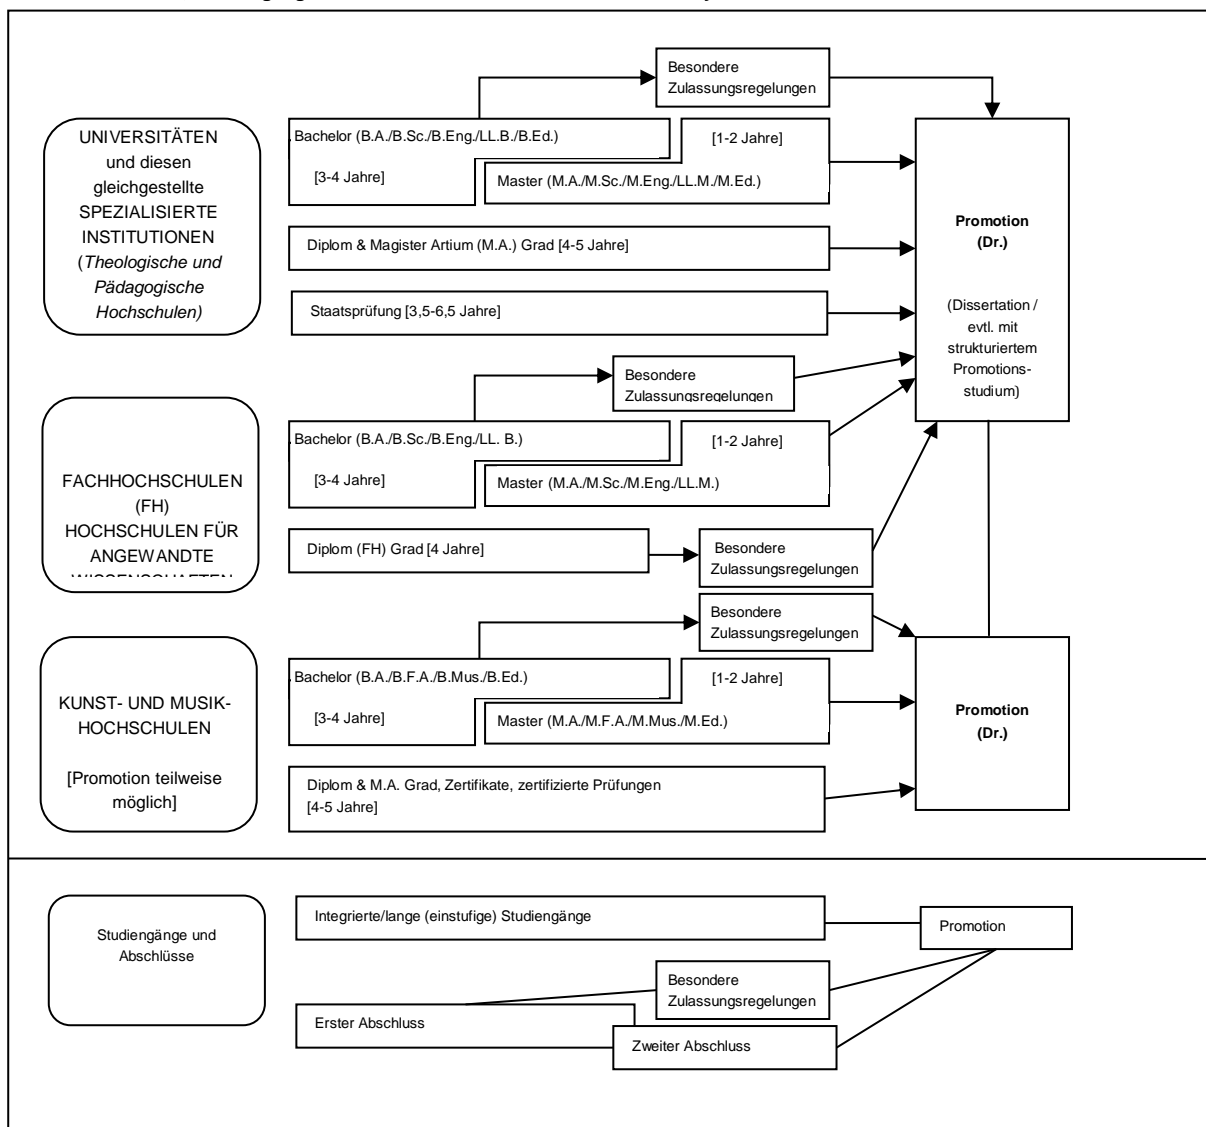 Besondere
Zulassungsregelungen
UNIVERSITÄTEN
und diesen
gleichgestellte
SPEZIALISIERTE
INSTITUTIONEN
(Theologische und
Pädagogische
Hochschulen)
Bachelor (B.A./B.Sc./B.Eng./LL.B./B.Ed.)
[3-4 Jahre]
[1-2 Jahre]
Master (M.A./M.Sc./M.Eng./LL.M./M.Ed.)
Diplom & Magister Artium (M.A.) Grad [4-5 Jahre]
Staatsprüfung [3,5-6,5 Jahre]
Promotion
(Dr.)
(Dissertation /
evtl. mit
strukturiertem
Promotions-
studium)
Besondere
Zulassungsregelungen
FACHHOCHSCHULEN
(FH)
HOCHSCHULEN FÜR
ANGEWANDTE
WISSENSCHAFTEN
Bachelor (B.A./B.Sc./B.Eng./LL. B.)
[3-4 Jahre]
[1-2 Jahre]
Master (M.A./M.Sc./M.Eng./LL.M.)
Diplom (FH) Grad [4 Jahre]
Besondere
Zulassungsregelungen
Besondere
Zulassungsregelungen
KUNST- UND MUSIK-
HOCHSCHULEN
[Promotion teilweise
möglich]
Bachelor (B.A./B.F.A./B.Mus./B.Ed.)
[3-4 Jahre]
[1-2 Jahre]
Master (M.A./M.F.A./M.Mus./M.Ed.)
Diplom & M.A. Grad, Zertifikate, zertifizierte Prüfungen
[4-5 Jahre]
Promotion
(Dr.)
Studiengänge und
Abschlüsse
Integrierte/lange (einstufige) Studiengänge
Promotion
Besondere
Zulassungsregelungen
Erster Abschluss
Zweiter Abschluss